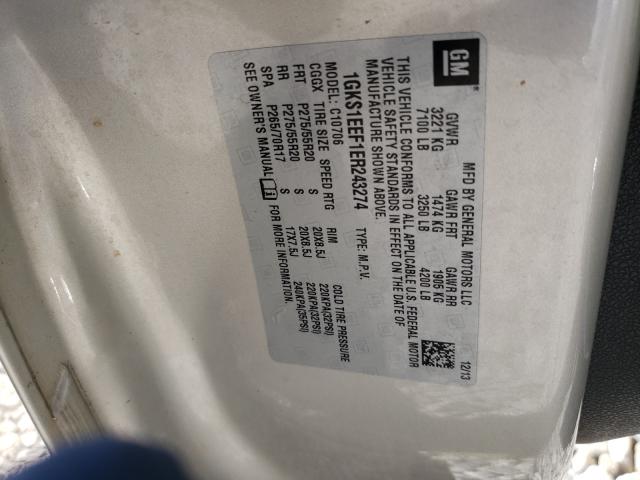 GM
MFD BY GENERAL MOTORS LLC 12/13
GVWR GAWR FRT GAWR RR
3221 KG 1474 KG 1905 KG
7100 LB 3250 LB 4200 LB
THIS VEHICLE CONFORMS TO ALL APPLICABLE U.S. FEDERAL MOTOR
VEHICLE SAFETY STANDARDS IN EFFECT ON THE DATE OF
MANUFACTURE SHOWN ABOVE.
1GKS1EEF1ER243274 TYPE: M.P.V.
MODEL: C10706
CGGX TIRE SIZE SPEED RTG RIM COLD TIRE PRESSURE
FRT P275/55R20 S 20X8.5J 220KPA(32PSI)
RR P275/55R20 S 20X8.5J 220KPA(32PSI)
SPA P265/70R17 17X7.5J 240KPA(35PSI)
SEE OWNER'S MANUAL FOR MORE INFORMATION.